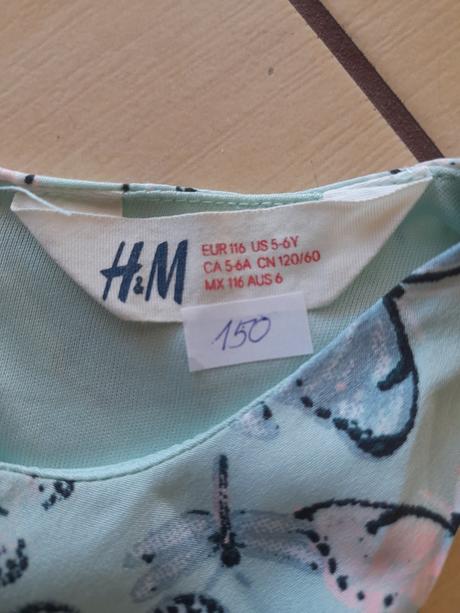 H&M
EUR 116 US 5-6Y
CA 5-6A CN 120/60
MX 116 AUS 6
150